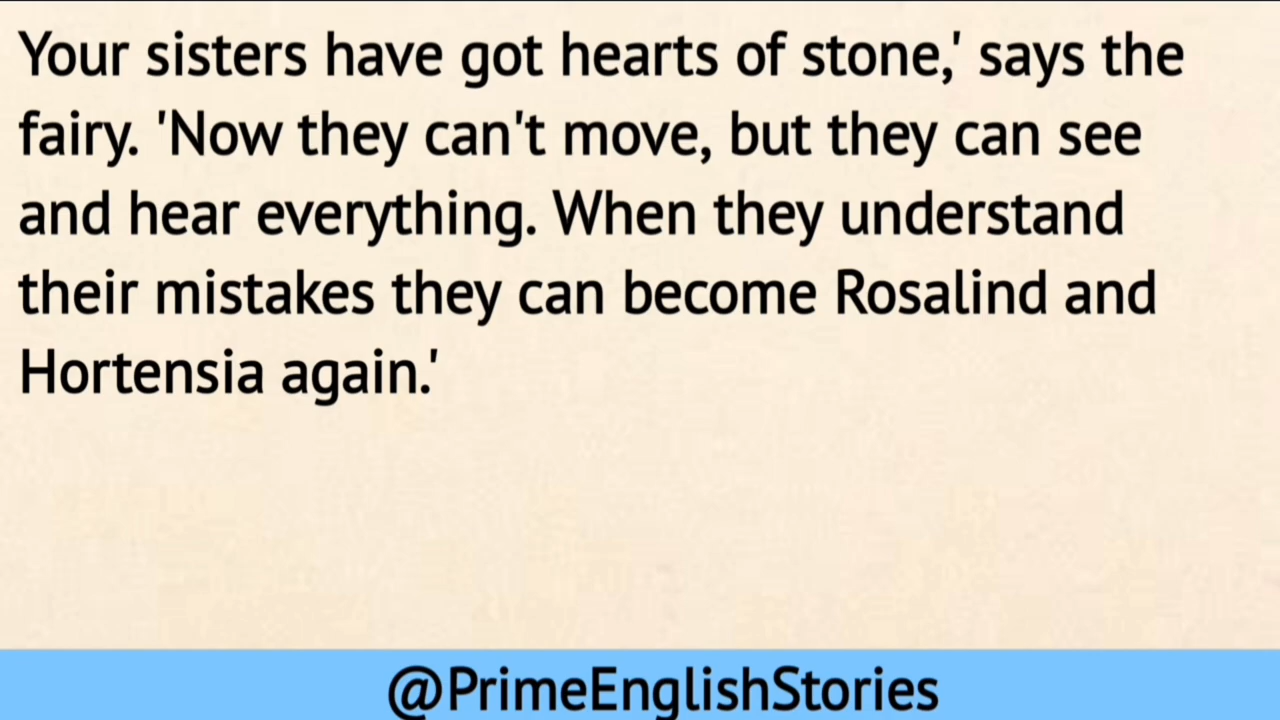 Your sisters have got hearts of stone,' says the
fairy. 'Now they can't move, but they can see
and hear everything. When they understand
their mistakes they can become Rosalind and
Hortensia again.'
@PrimeEnglishStories